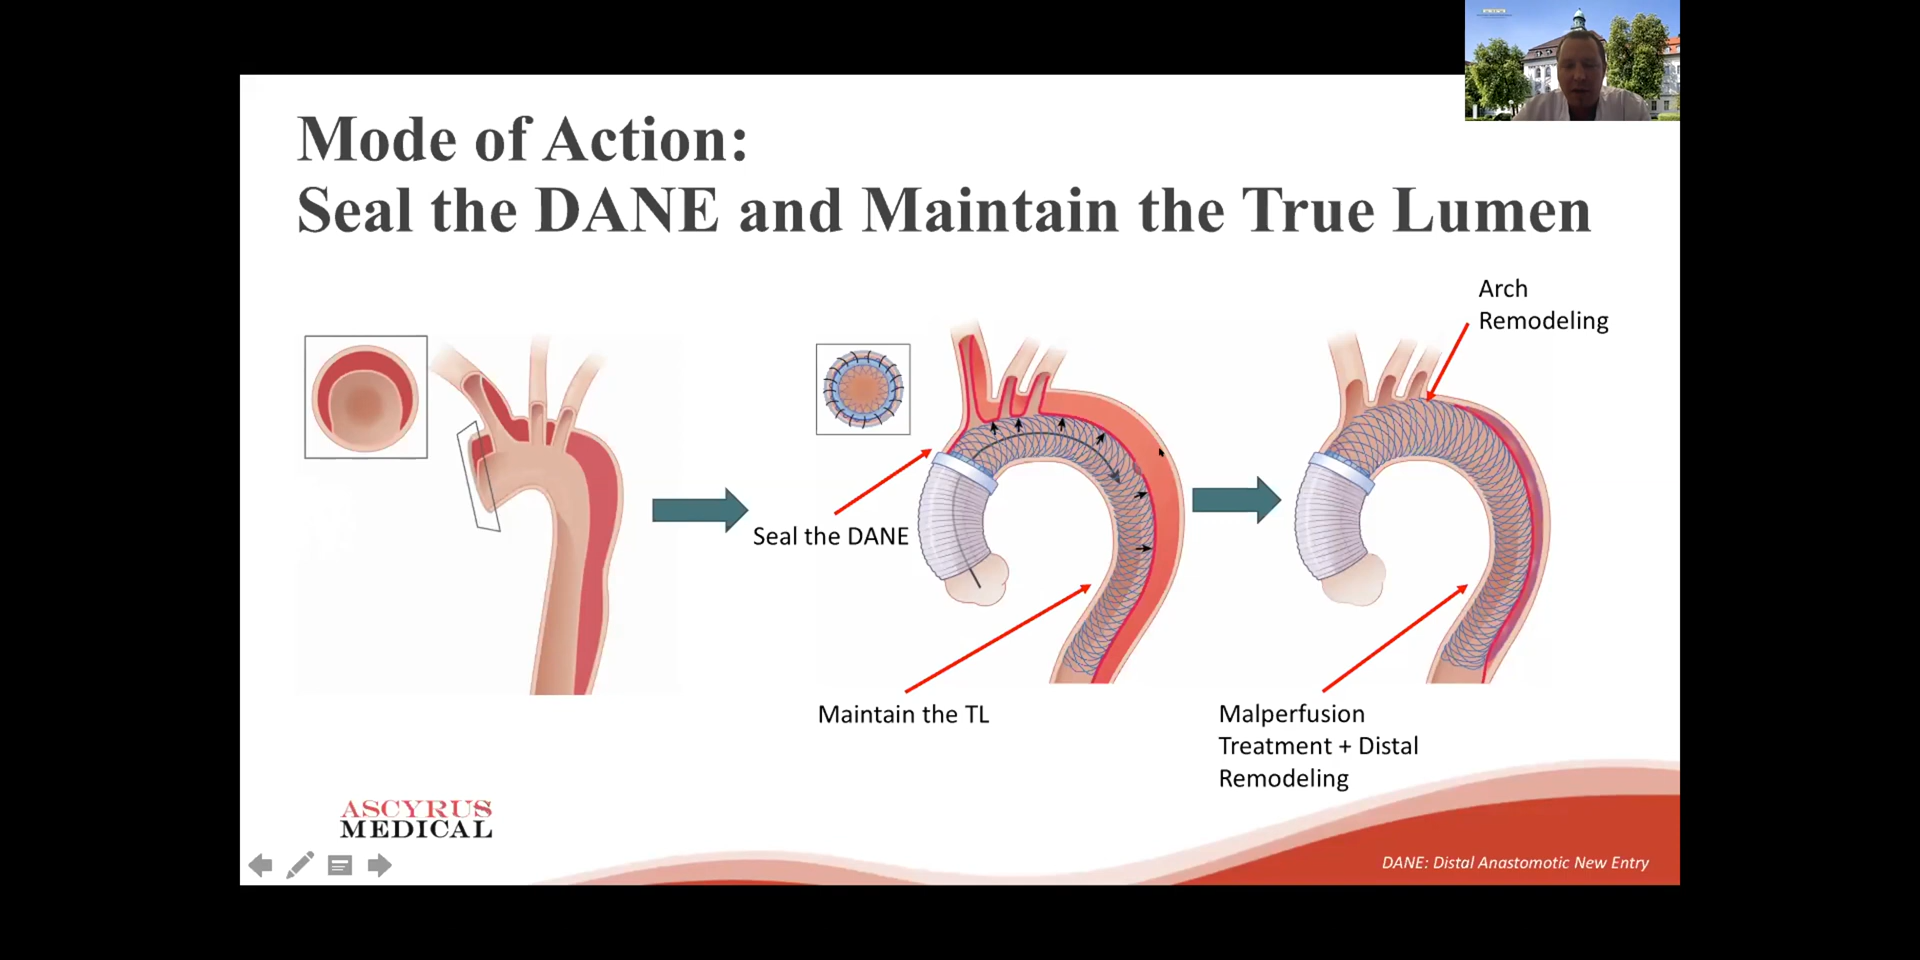 Mode of Action:
Seal the DANE and Maintain the True Lumen
Arch
Remodeling
Seal the DANE
Maintain the TL
Malperfusion
Treatment + Distal
Remodeling
ASCYRUS
MEDICAL
DANE: Distal Anastomotic New Entry